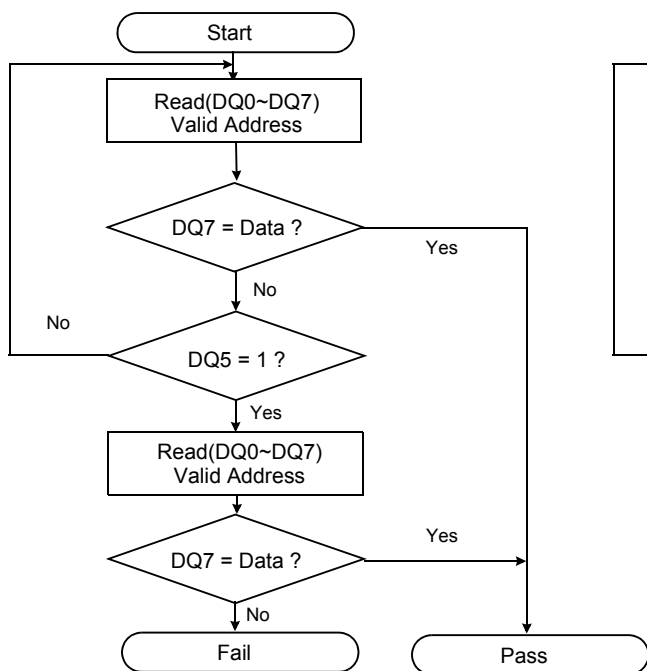 Start
Read(DQ0~DQ7)
Valid Address
DQ7 = Data ?
Yes
No
No
DQ5 = 1 ?
Yes
Read(DQ0~DQ7)
Valid Address
DQ7 = Data ?
Yes
No
Fail
Pass